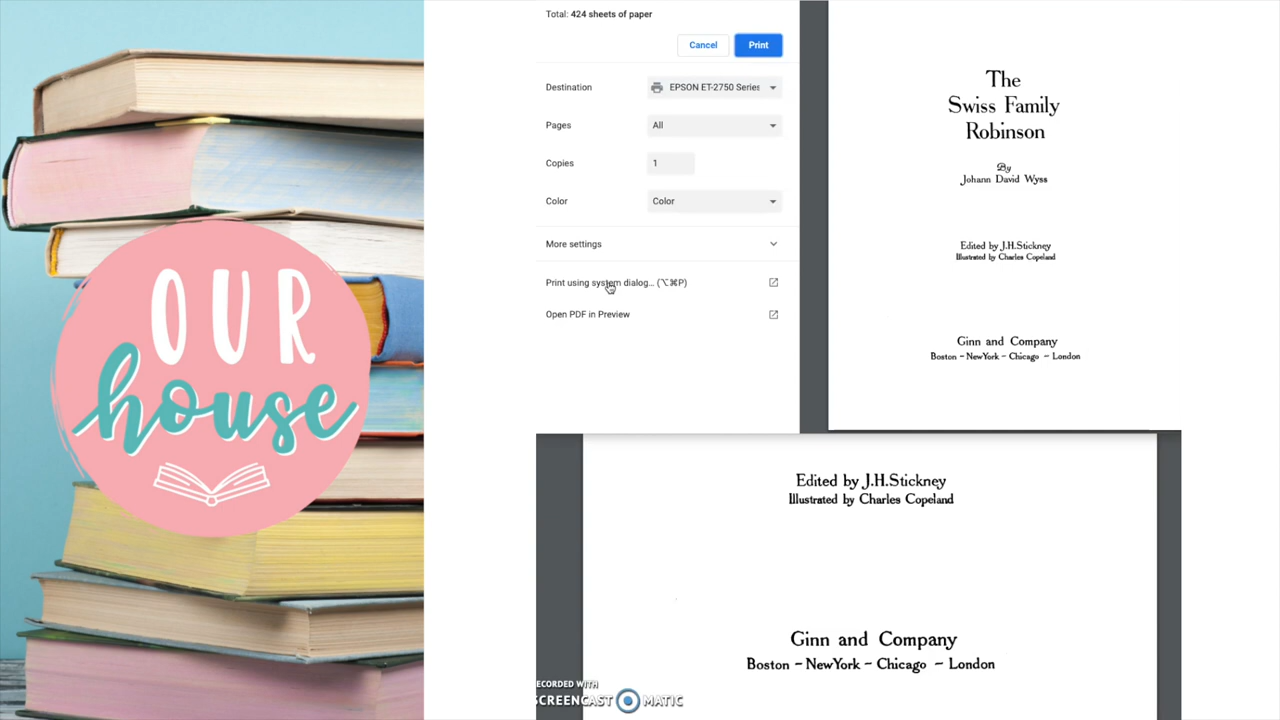 OUR
house
Total: 424 sheets of paper
Cancel
Print
Destination
EPSON ET-2750 Series
Pages
All
Copies
1
Color
Color
More settings
Print using system dialog... (⌥⌘P)
Open PDF in Preview
The
Swiss Family
Robinson
By
Johann David Wyss
Edited by J.H.Stickney
Illustrated by Charles Copeland
Ginn and Company
Boston - NewYork - Chicago - London
Edited by J.H.Stickney
Illustrated by Charles Copeland
Ginn and Company
Boston - NewYork - Chicago - London
ECORDED WITH
SCREENCAST MATIC